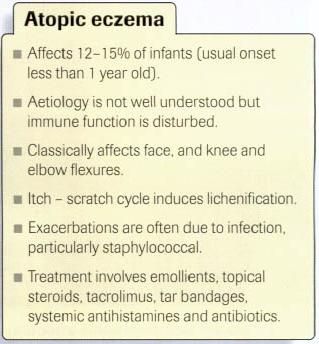 Atopic eczema
■ Affects 12–15% of infants (usual onset
less than 1 year old).
■ Aetiology is not well understood but
immune function is disturbed.
■ Classically affects face, and knee and
elbow flexures.
■ Itch – scratch cycle induces lichenification.
■ Exacerbations are often due to infection,
particularly staphylococcal.
■ Treatment involves emollients, topical
steroids, tacrolimus, tar bandages,
systemic antihistamines and antibiotics.